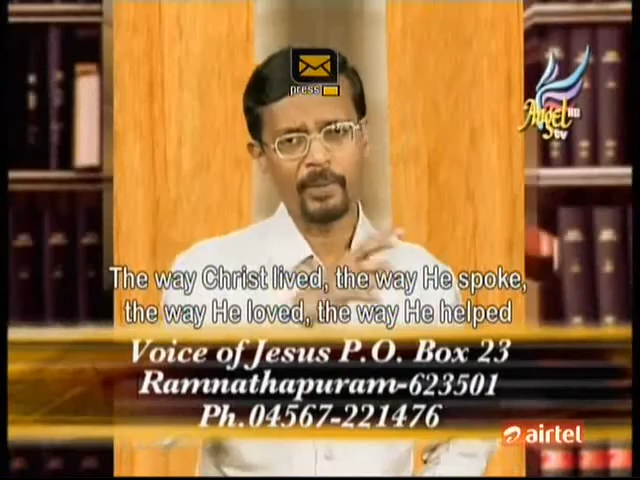 press
Angel
TV
HD
The way Christ lived, the way He spoke,
the way He loved, the way He helped
Voice of Jesus P.O. Box 23
Ramnathapuram-623501
Ph.04567-221476
airtel